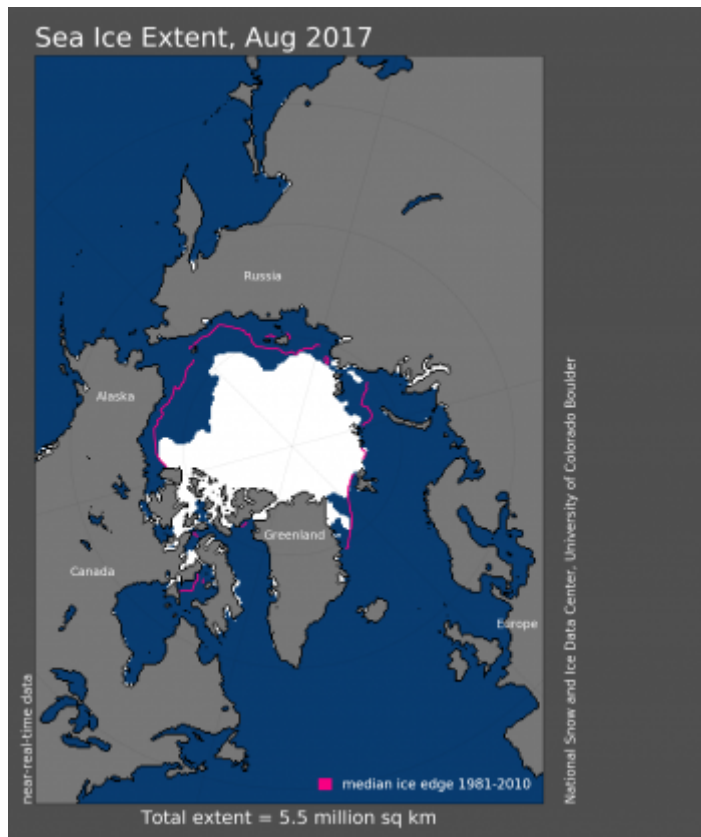 Sea Ice Extent, Aug 2017
Russia
Alaska
Greenland
Canada
Europe
near-real-time data
median ice edge 1981-2010
Total extent = 5.5 million sq km
National Snow and Ice Data Center, University of Colorado Boulder